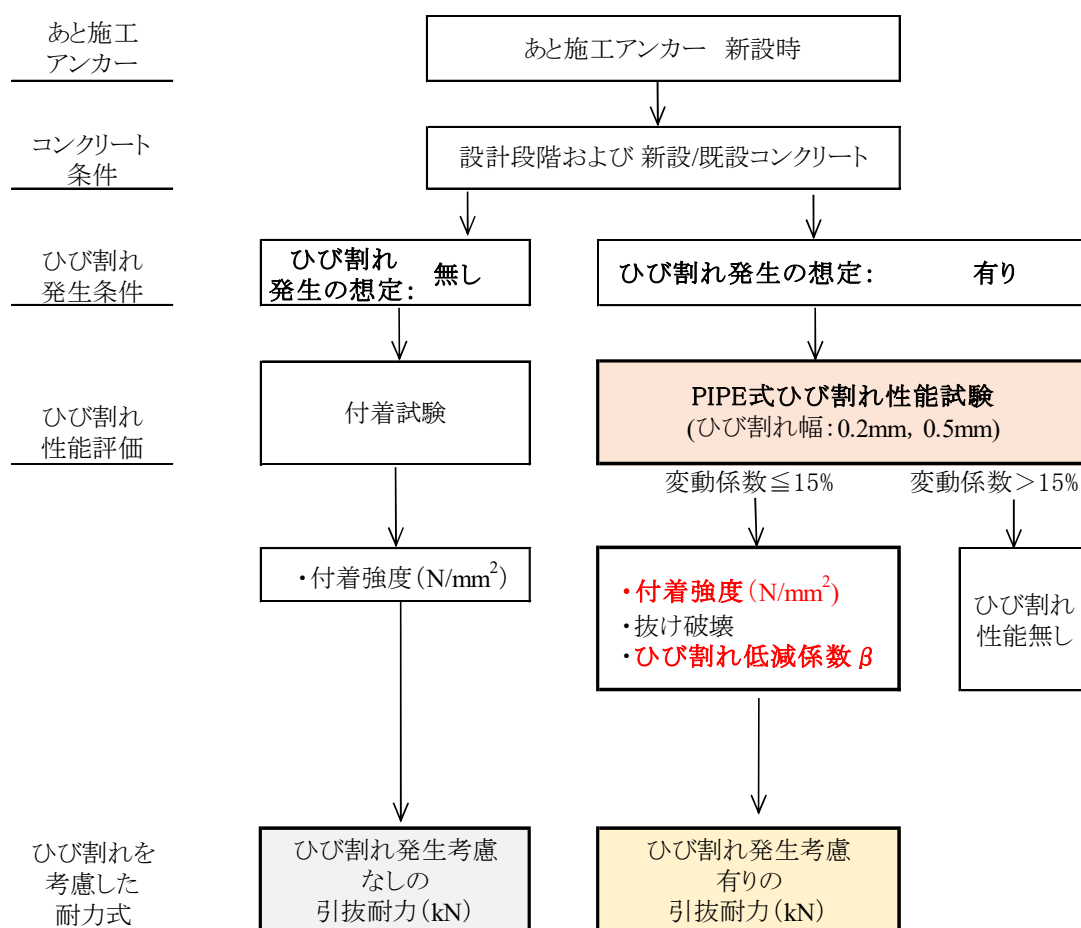 あと施工
アンカー
あと施工アンカー 新設時
コンクリート
条件
設計段階および 新設/既設コンクリート
ひび割れ
発生条件
ひび割れ
発生の想定: 無し
ひび割れ発生の想定: 有り
ひび割れ
性能評価
付着試験
PIPE式ひび割れ性能試験
(ひび割れ幅:0.2mm, 0.5mm)
変動係数≦15%
変動係数>15%
・付着強度(N/mm²)
・付着強度(N/mm²)
・抜け破壊
・ひび割れ低減係数β
ひび割れ
性能無し
ひび割れを
考慮した
耐力式
ひび割れ発生考慮
なしの
引抜耐力(kN)
ひび割れ発生考慮
有りの
引抜耐力(kN)